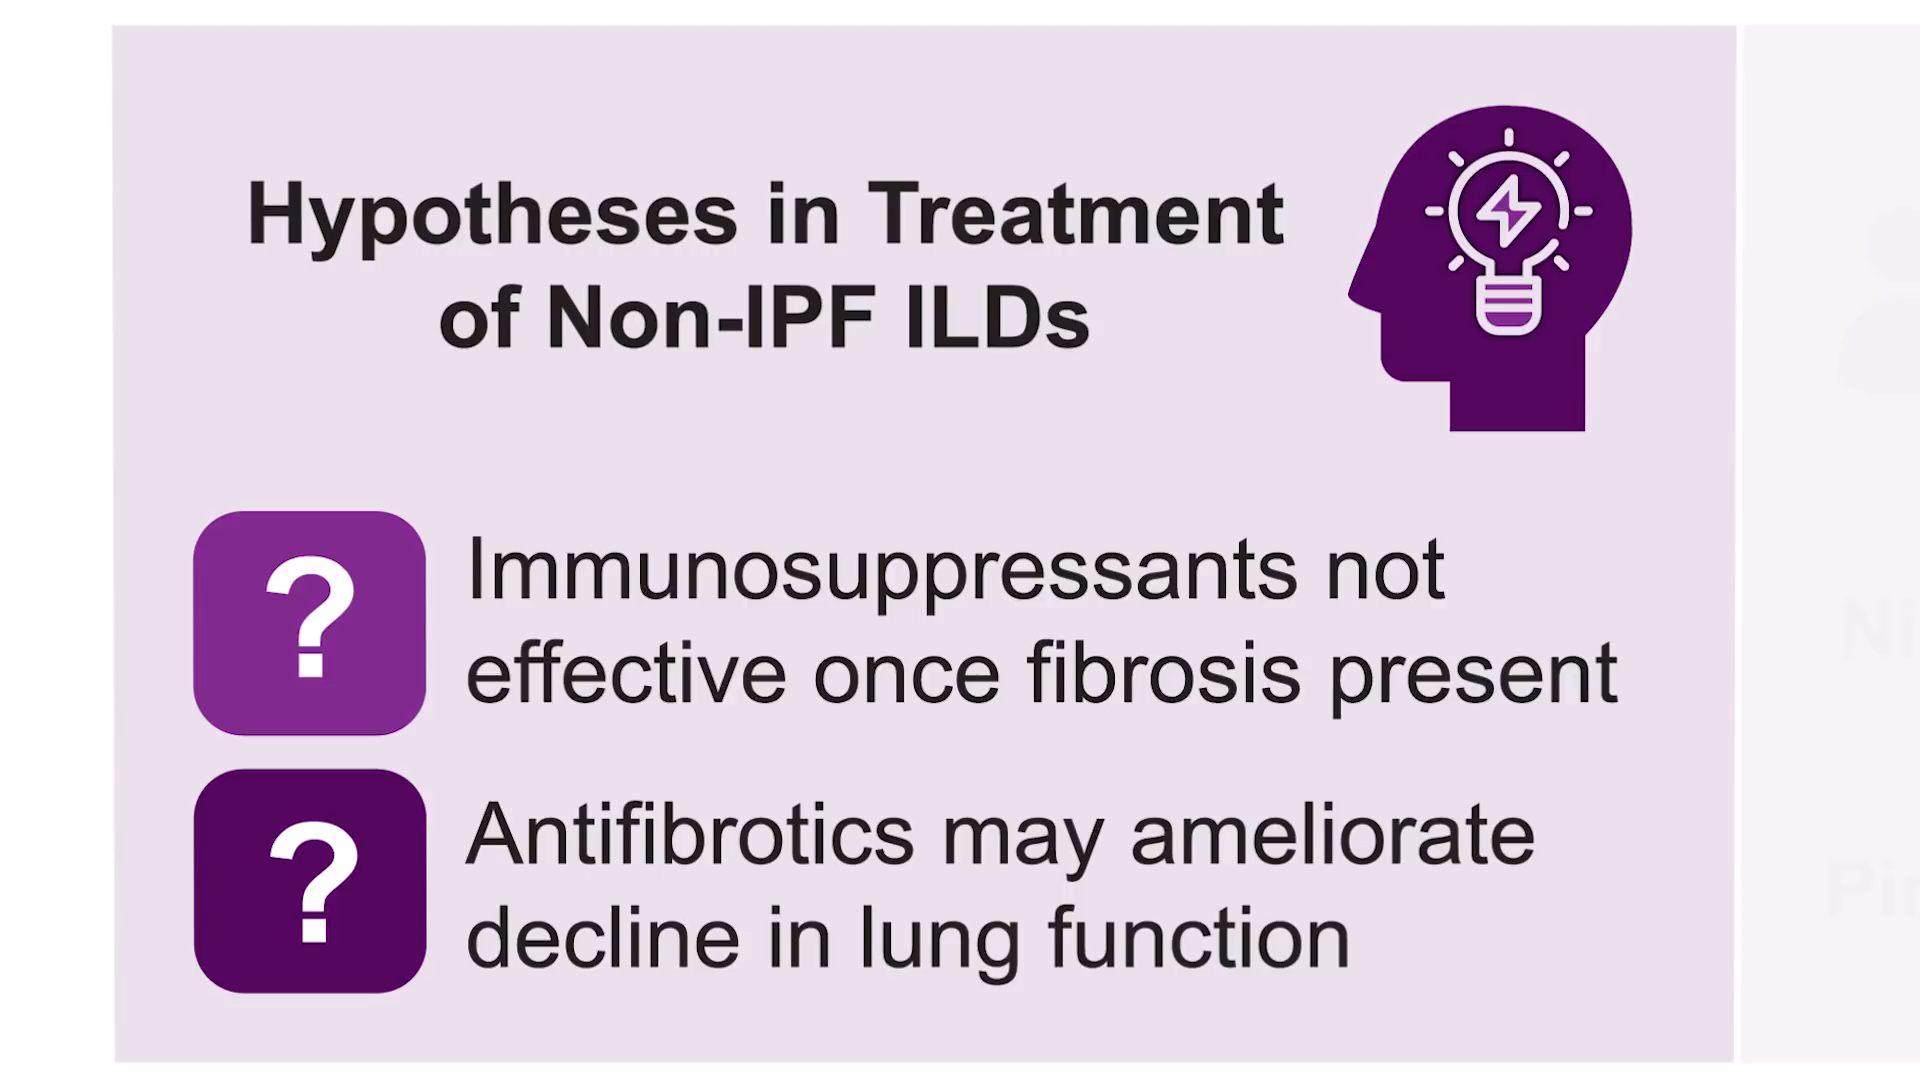 Hypotheses in Treatment
of Non-IPF ILDs
?
Immunosuppressants not
effective once fibrosis present
?
Antifibrotics may ameliorate
decline in lung function